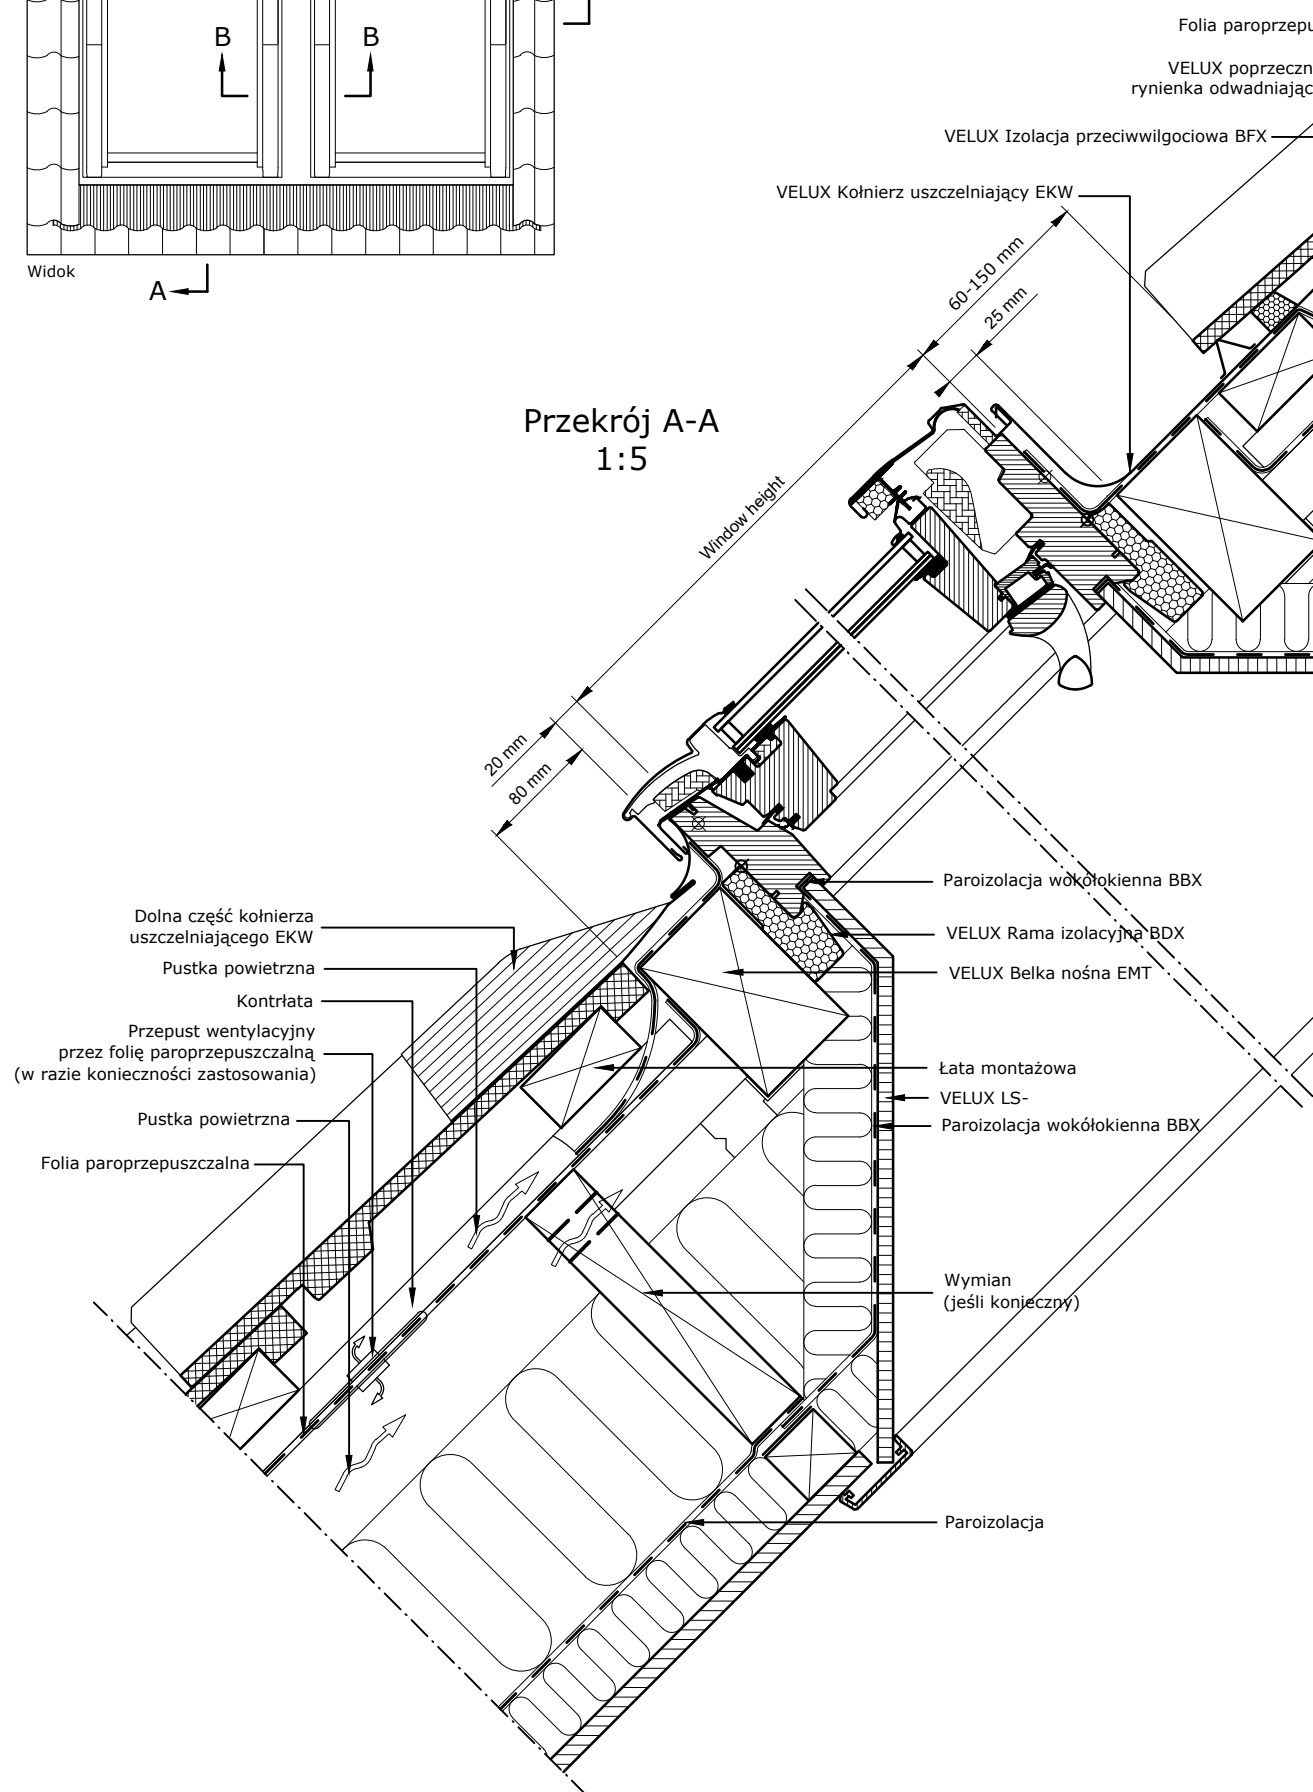 B
B
Widok
A
Folia paroprzepu
VELUX poprzeczn
rynienka odwadniając
VELUX Izolacja przeciwwilgociowa BFX
VELUX Kołnierz uszczelniający EKW
60-150 mm
25 mm
Przekrój A-A
1:5
Window height
20 mm
80 mm
Dolna część kołnierza
uszczelniającego EKW
Pustka powietrzna
Kontrłata
Przepust wentylacyjny
przez folię paroprzepuszczalną
(w razie konieczności zastosowania)
Pustka powietrzna
Folia paroprzepuszczalna
Paroizolacja wokółokienna BBX
VELUX Rama izolacyjna BDX
VELUX Belka nośna EMT
Łata montażowa
VELUX LS-
Paroizolacja wokółokienna BBX
Wymian
(jeśli konieczny)
Paroizolacja